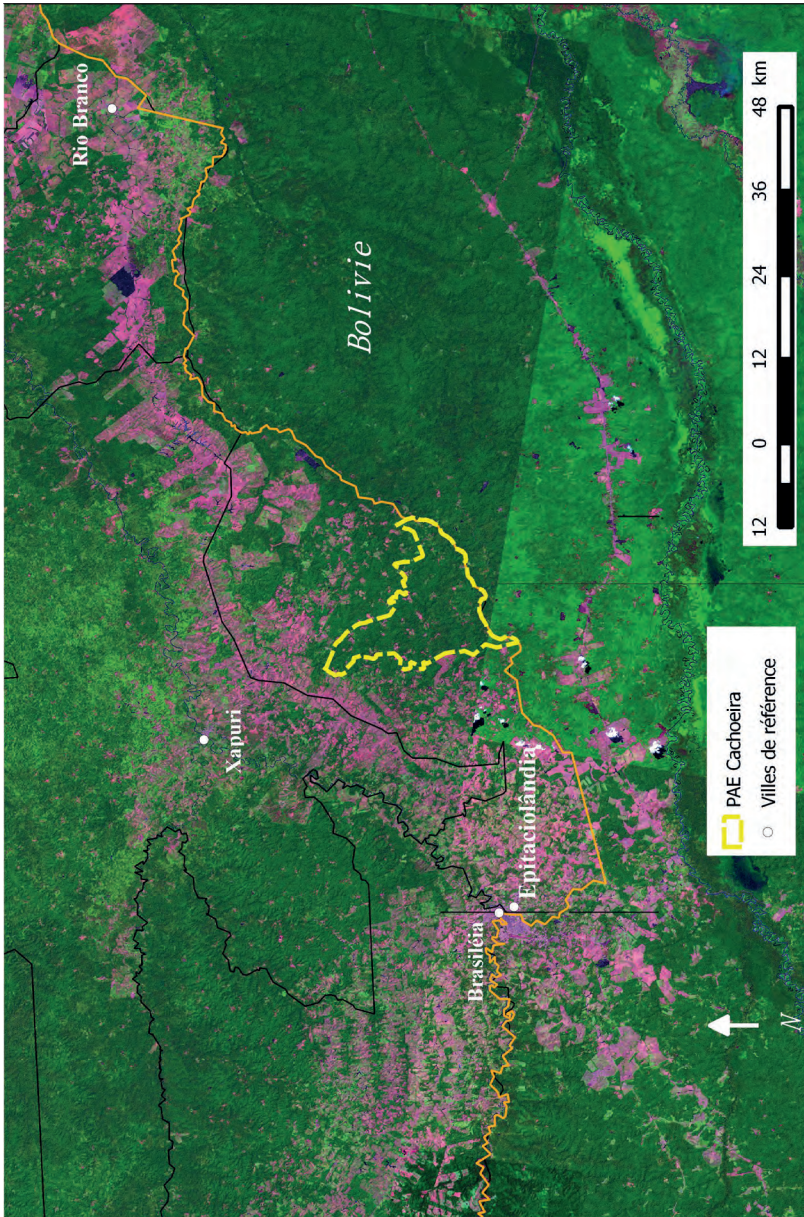 Rio Branco
Bolivie
Xapuri
Epitaciolândia
Brasiléia
PAE Cachoeira
Villes de référence
12 0 12 24 36 48 km
N